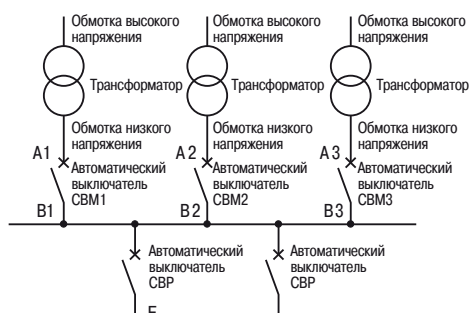 Обмотка высокого
напряжения
Обмотка высокого
напряжения
Обмотка высокого
напряжения
Трансформатор
Трансформатор
Трансформатор
Обмотка низкого
напряжения
Обмотка низкого
напряжения
Обмотка низкого
напряжения
A1
Автоматический
выключатель
СВМ1
A2
Автоматический
выключатель
СВМ2
A3
Автоматический
выключатель
СВМ3
B1
B2
B3
Автоматический
выключатель
СВР
Автоматический
выключатель
СВР